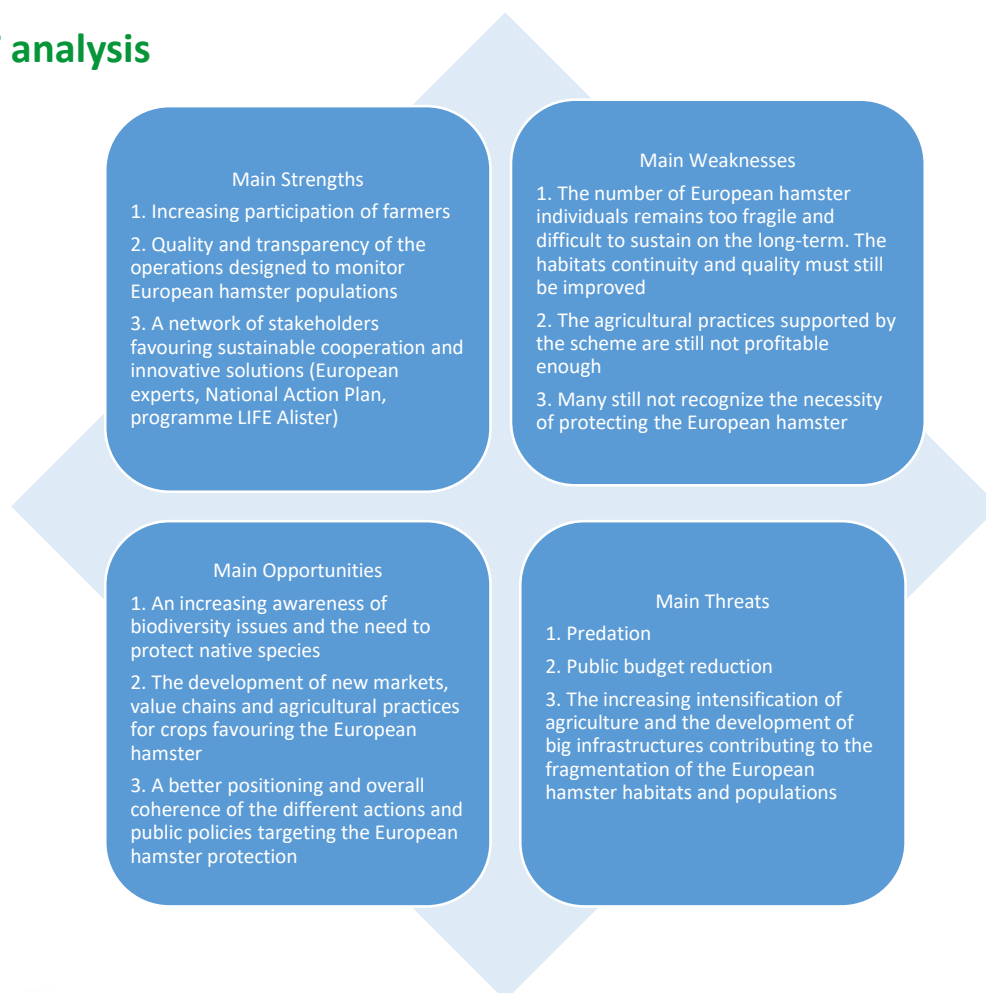 analysis
Main Strengths
1. Increasing participation of farmers
2. Quality and transparency of the
operations designed to monitor
European hamster populations
3. A network of stakeholders
favouring sustainable cooperation and
innovative solutions (European
experts, National Action Plan,
programme LIFE Alister)
Main Weaknesses
1. The number of European hamster
individuals remains too fragile and
difficult to sustain on the long-term. The
habitats continuity and quality must still
be improved
2. The agricultural practices supported by
the scheme are still not profitable
enough
3. Many still not recognize the necessity
of protecting the European hamster
Main Opportunities
1. An increasing awareness of
biodiversity issues and the need to
protect native species
2. The development of new markets,
value chains and agricultural practices
for crops favouring the European
hamster
3. A better positioning and overall
coherence of the different actions and
public policies targeting the European
hamster protection
Main Threats
1. Predation
2. Public budget reduction
3. The increasing intensification of
agriculture and the development of
big infrastructures contributing to the
fragmentation of the European
hamster habitats and populations